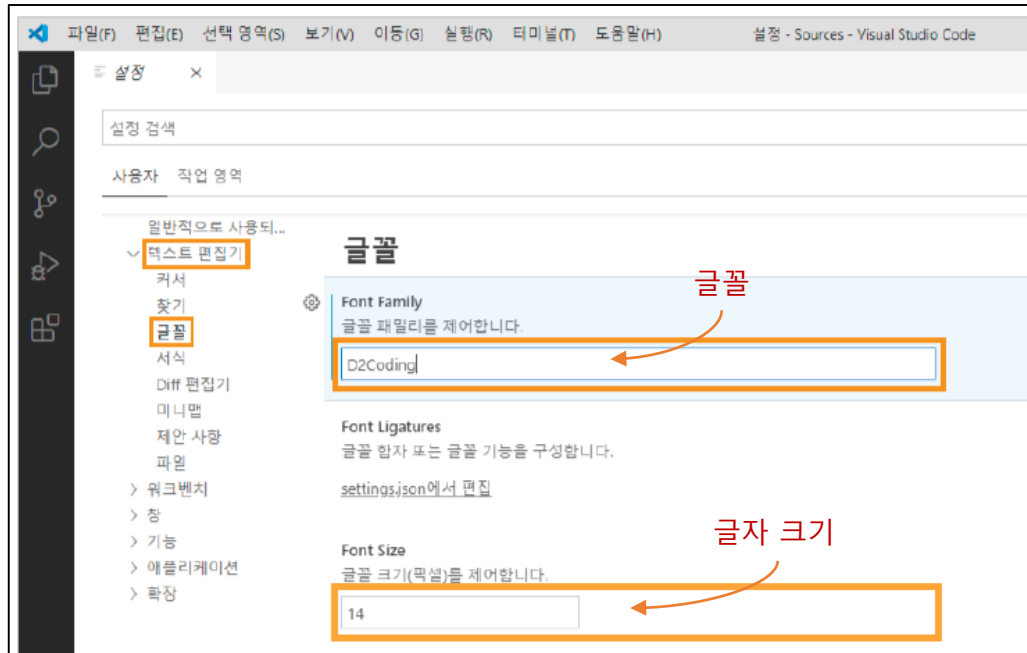 파일(F) 편집(E) 선택 영역(S) 보기(V) 이동(G) 실행(R) 터미널(T) 도움말(H) 설정 - Sources - Visual Studio Code
설정
설정 검색
사용자 작업 영역
일반적으로 사용되...
텍스트 편집기
커서
찾기
글꼴
서식
Diff 편집기
미니맵
제안 사항
파일
워크벤치
창
기능
애플리케이션
확장
글꼴
글꼴
Font Family
글꼴 패밀리를 제어합니다.
D2Coding
Font Ligatures
글꼴 합자 또는 글꼴 기능을 구성합니다.
settings.json에서 편집
글자 크기
Font Size
글꼴 크기(픽셀)를 제어합니다.
14